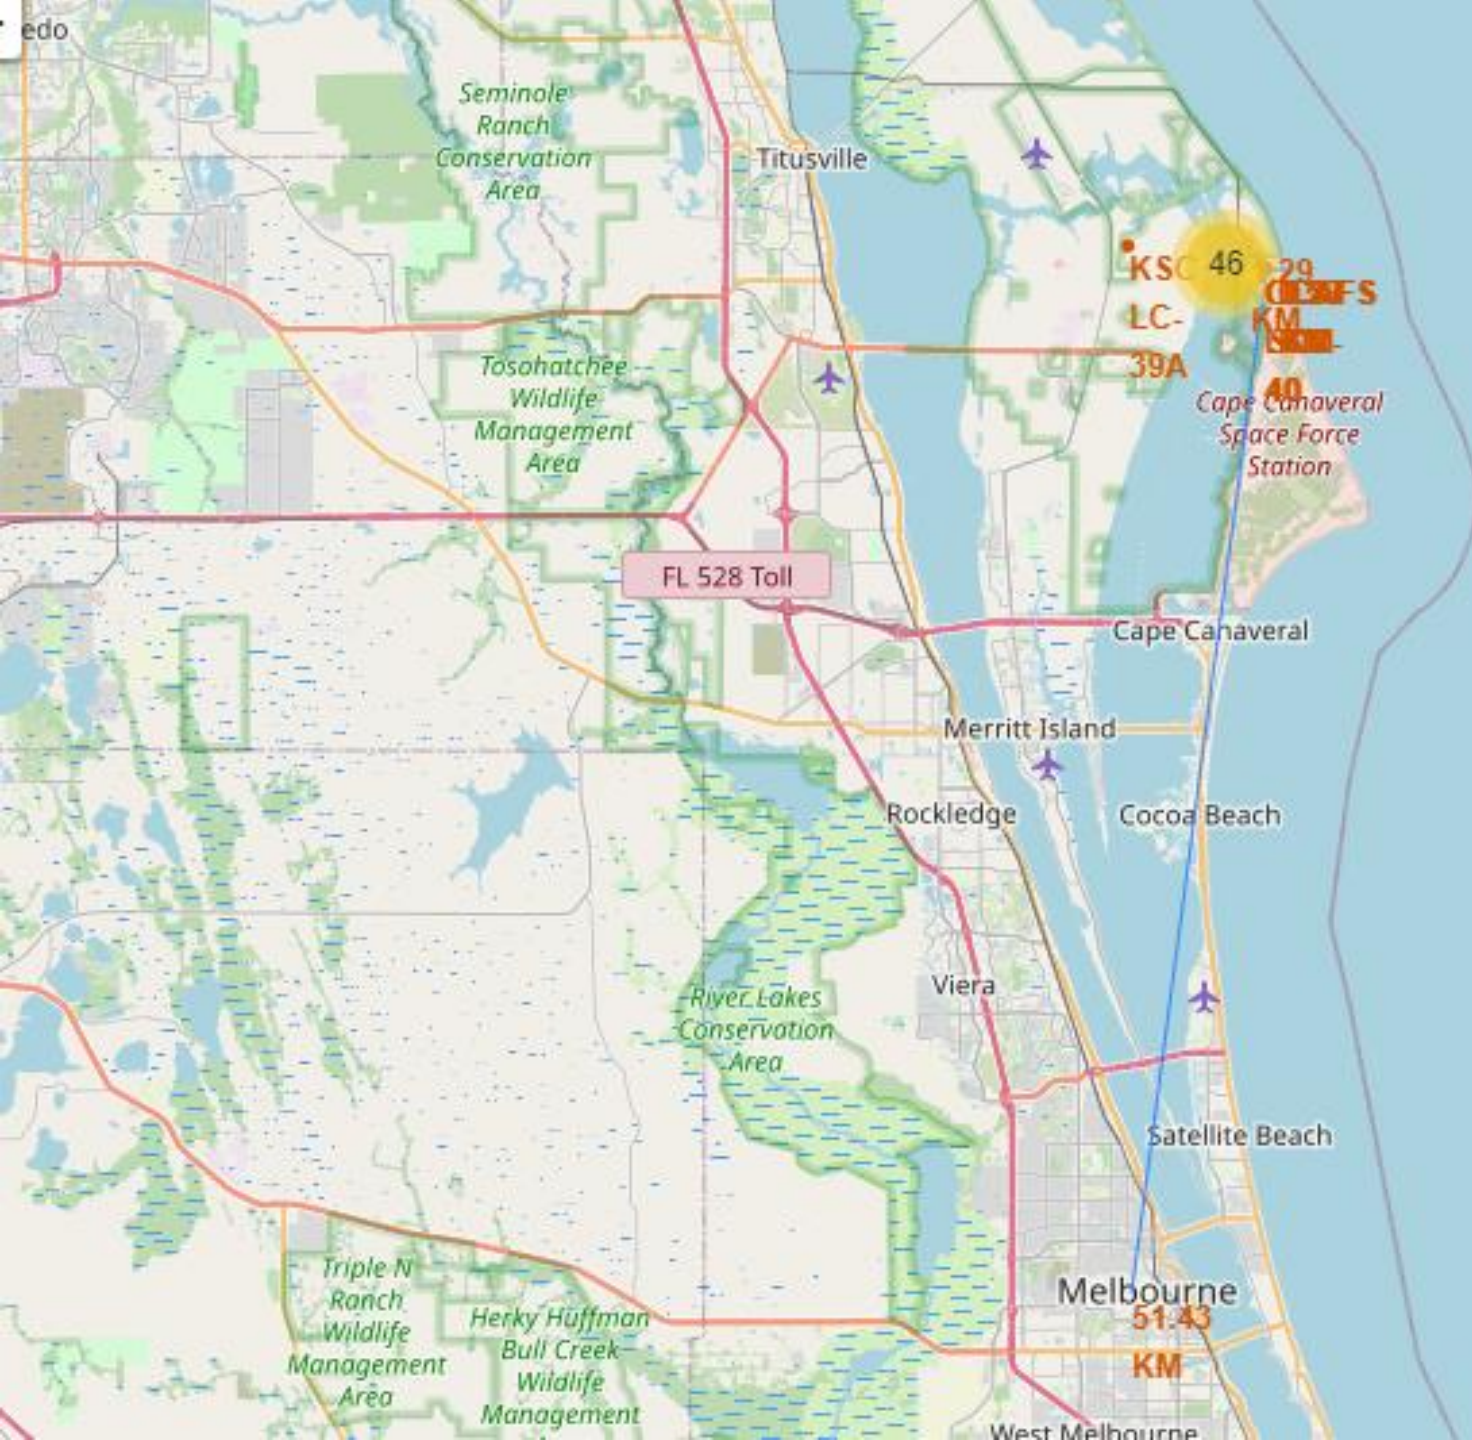 edo
Seminole
Ranch
Conservation
Area
Titusville
46
29
KM
LC-
39A
40
Tosohatchee
Wildlife
Management
Area
Cape Canaveral
Space Force
Station
FL 528 Toll
Cape Canaveral
Merritt Island
Rockledge
Cocoa Beach
Viera
River Lakes
Conservation
Area
Satellite Beach
Triple N
Ranch
Wildlife
Management
Area
Herky Huffman
Bull Creek
Wildlife
Management
Melbourne
51.43
KM
West Melbourne